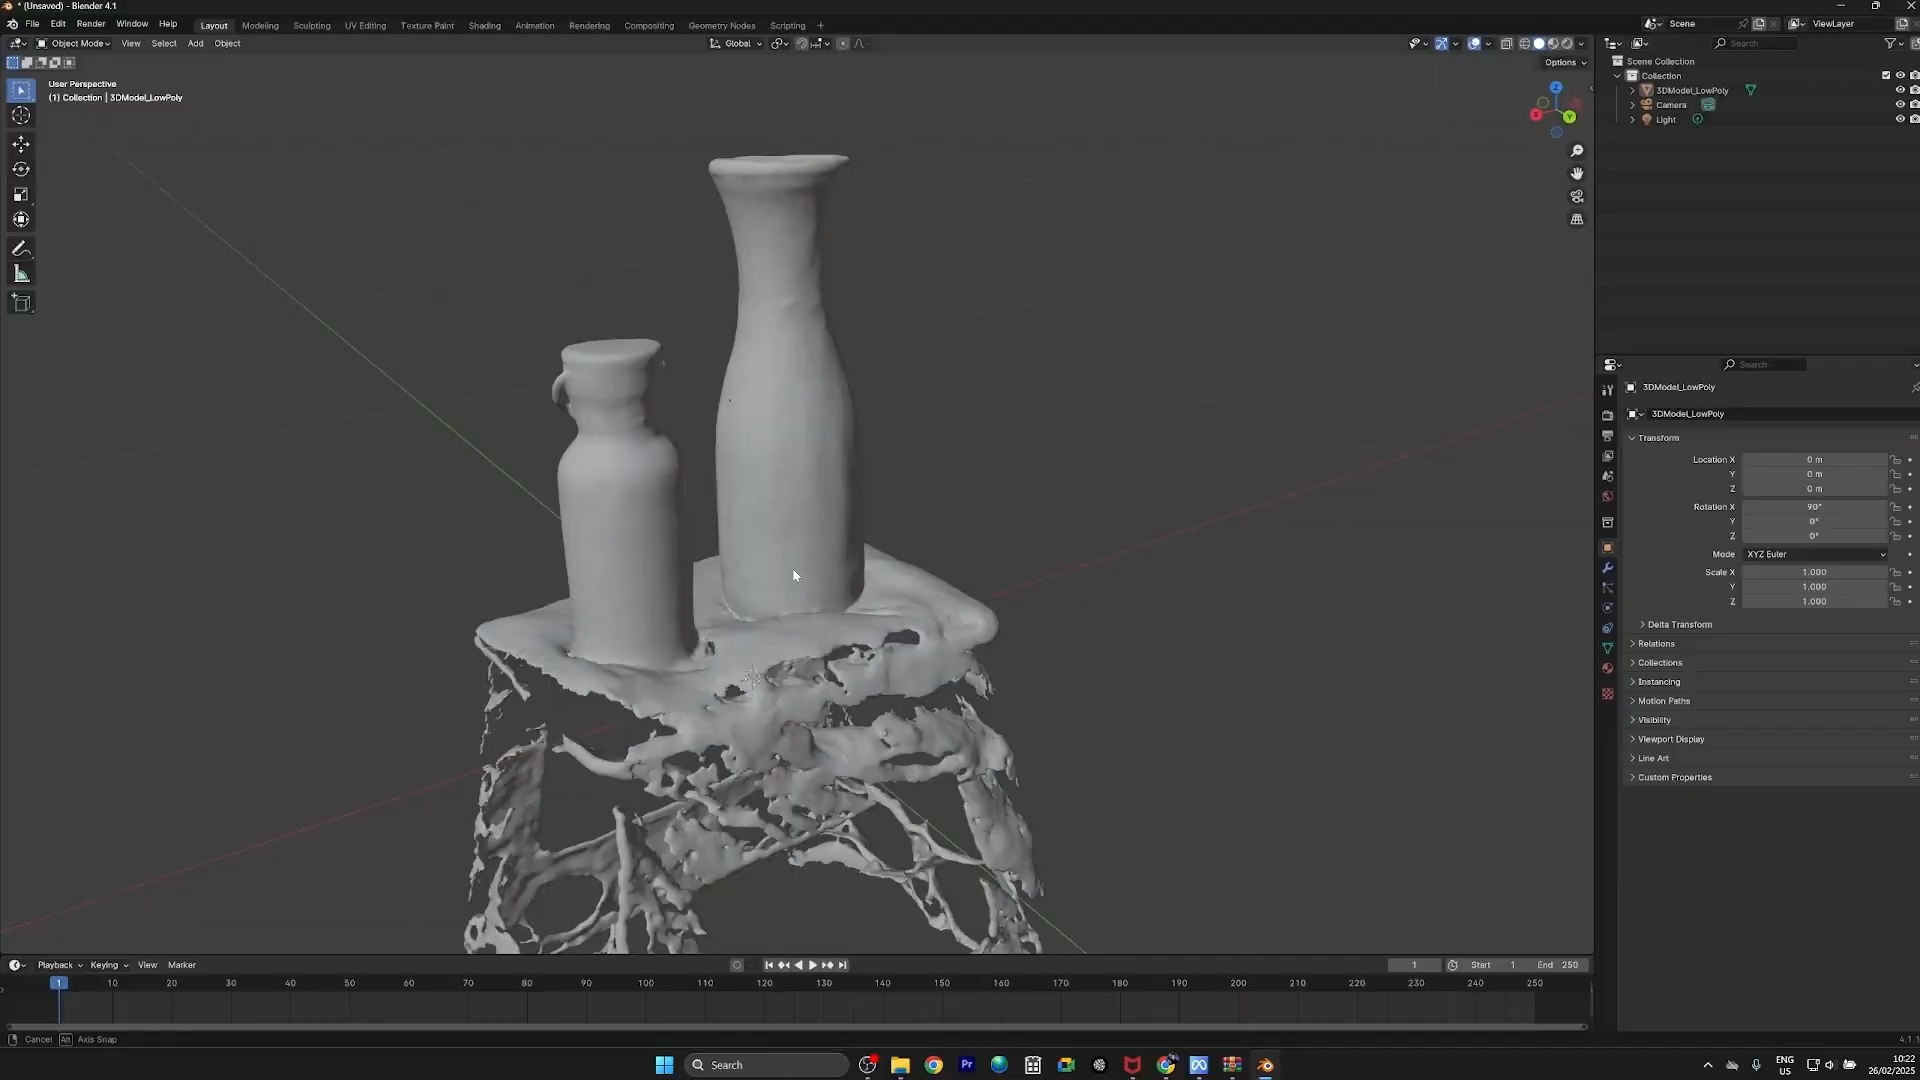 * (Unsaved) - Blender 4.1
File Edit Render Window Help
Layout Modeling Sculpting UV Editing Texture Paint Shading Animation Rendering Compositing Geometry Nodes Scripting +
Scene
ViewLayer
Object Mode View Select Add Object
Global
Search
Options
User Perspective
(1) Collection | 3DModel_LowPoly
Z
X
Y
Scene Collection
Collection
3DModel_LowPoly
Camera
Light
Search
3DModel_LowPoly
3DModel_LowPoly
Transform
Location X 0 m
Y 0 m
Z 0 m
Rotation X 90°
Y 0°
Z 0°
Mode XYZ Euler
Scale X 1.000
Y 1.000
Z 1.000
Delta Transform
Relations
Collections
Instancing
Motion Paths
Visibility
Viewport Display
Line Art
Custom Properties
Playback Keying View Marker
1 Start 1 End 250
1 10 20 30 40 50 60 70 80 90 100 110 120 130 140 150 160 170 180 190 200 210 220 230 240 250
Cancel Alt Axis Snap
4.1.1
Search
Pr
ENG
US
10:22
26/02/2025